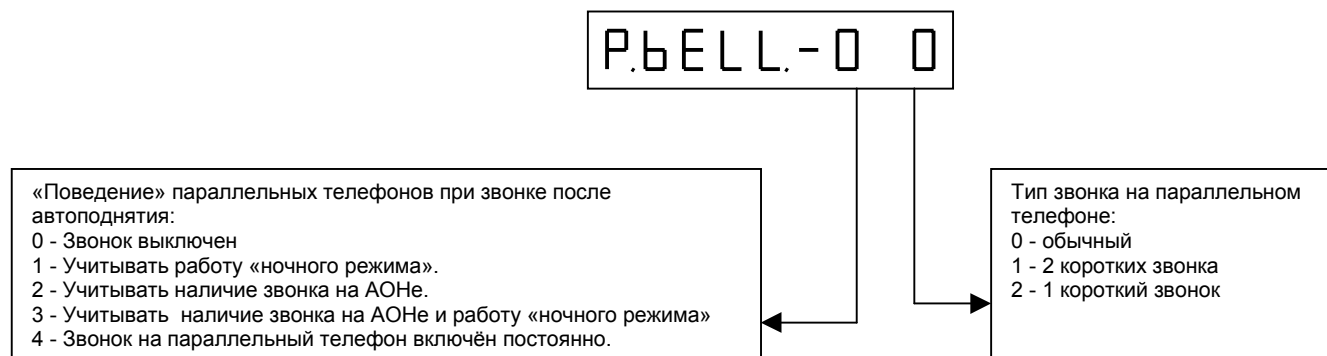 P.bELL.-0 0
«Поведение» параллельных телефонов при звонке после
автоподнятия:
0 - Звонок выключен
1 - Учитывать работу «ночного режима».
2 - Учитывать наличие звонка на АОНе.
3 - Учитывать наличие звонка на АОНе и работу «ночного режима»
4 - Звонок на параллельный телефон включён постоянно.
Тип звонка на параллельном
телефоне:
0 - обычный
1 - 2 коротких звонка
2 - 1 короткий звонок